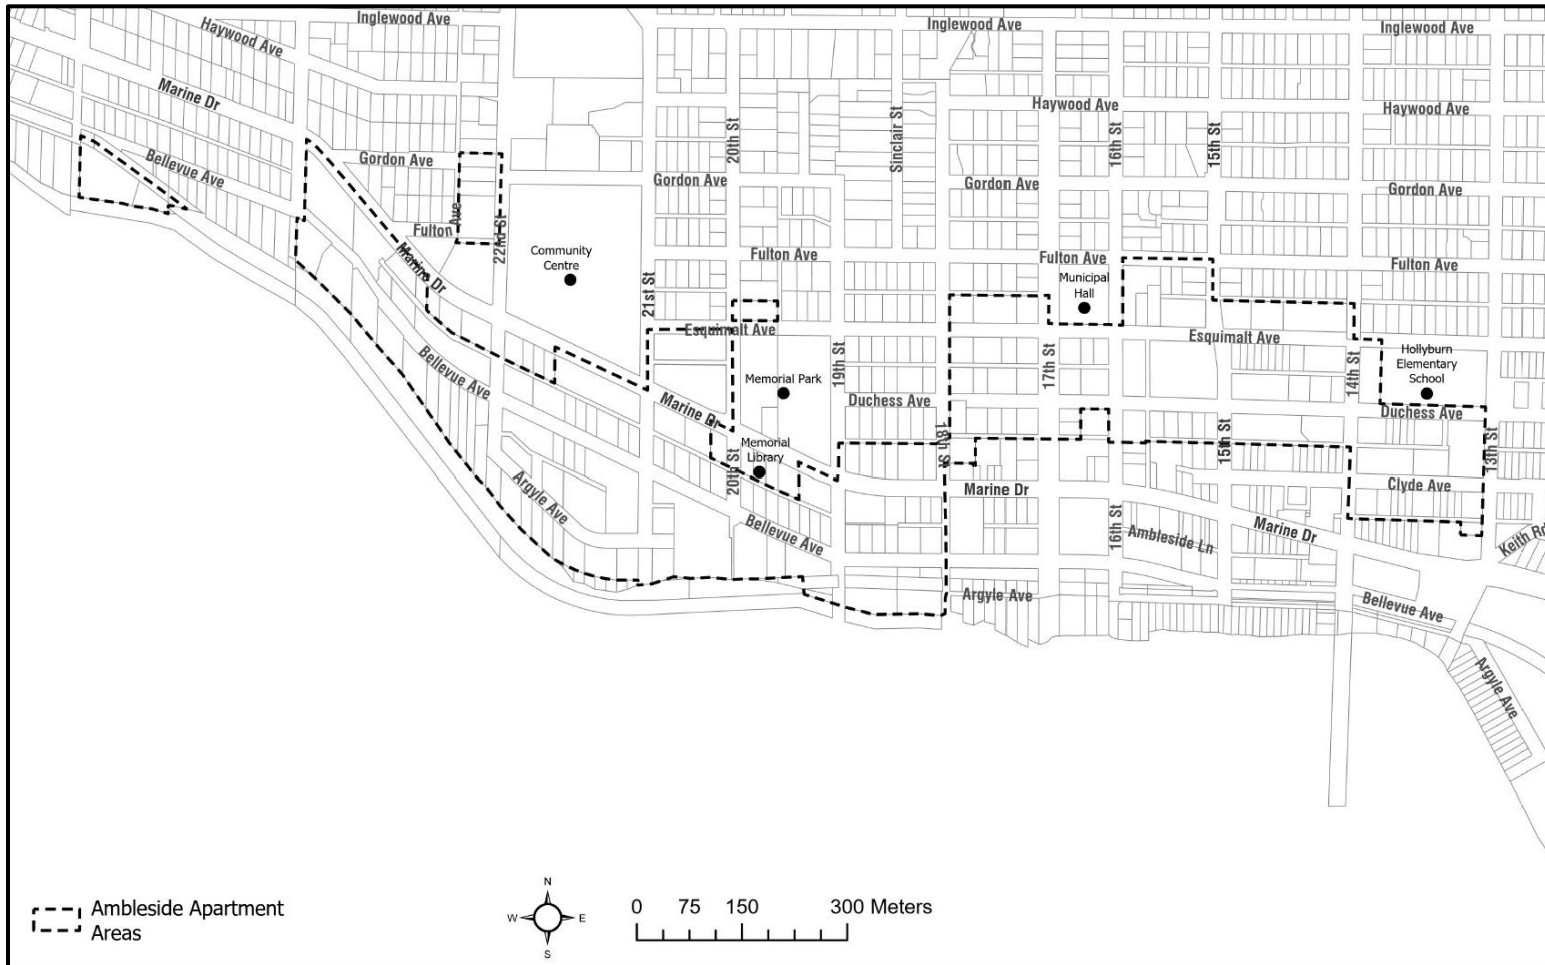 Inglewood Ave
Inglewood Ave
Inglewood Ave
Haywood Ave
Marine Dr
Haywood Ave
Haywood Ave
20th St
Sinclair St
16th St
15th St
Bellevue Ave
Gordon Ave
Gordon Ave
Gordon Ave
Gordon Ave
Fulton Ave
22nd St
Community
Centre
Fulton Ave
Fulton Ave
Fulton Ave
Marine Dr
21st St
Municipal
Hall
Esquimalt Ave
Esquimalt Ave
19th St
17th St
14th St
Hollyburn
Elementary
School
Bellevue Ave
Memorial Park
Marine Dr
Duchess Ave
Duchess Ave
18th St
15th St
13th St
Memorial
Library
20th St
Argyle Ave
Marine Dr
Clyde Ave
Bellevue Ave
16th St
Ambleside Ln
Marine Dr
Keith Rd
Argyle Ave
Bellevue Ave
Argyle Ave
Ambleside Apartment
Areas
N
W
E
S
0 75 150 300 Meters